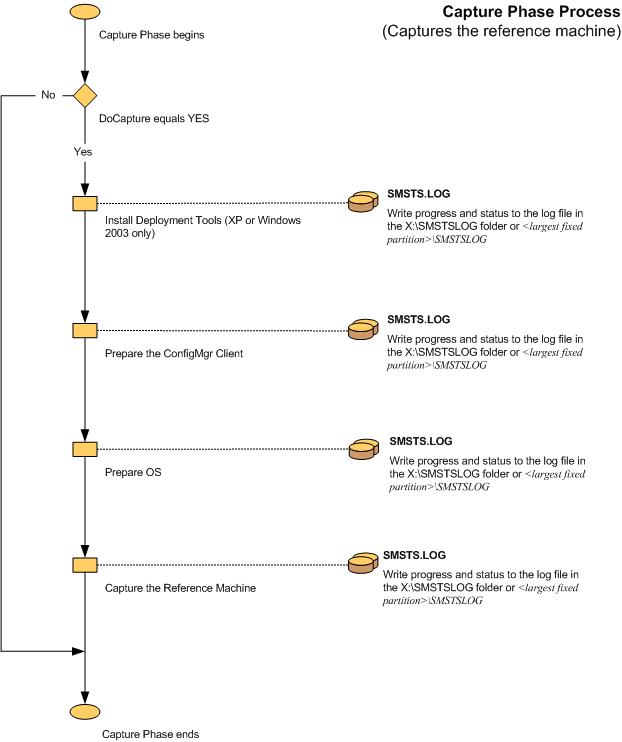 Capture Phase Process
(Captures the reference machine)
Capture Phase begins
No
DoCapture equals YES
Yes
SMSTS.LOG
Write progress and status to the log file in
the X:\SMSTSLOG folder or <largest fixed
partition>\SMSTSLOG
Install Deployment Tools (XP or Windows
2003 only)
SMSTS.LOG
Write progress and status to the log file in
the X:\SMSTSLOG folder or <largest fixed
partition>\SMSTSLOG
Prepare the ConfigMgr Client
SMSTS.LOG
Write progress and status to the log file in
the X:\SMSTSLOG folder or <largest fixed
partition>\SMSTSLOG
Prepare OS
SMSTS.LOG
Write progress and status to the log file in
the X:\SMSTSLOG folder or <largest fixed
partition>\SMSTSLOG
Capture the Reference Machine
Capture Phase ends